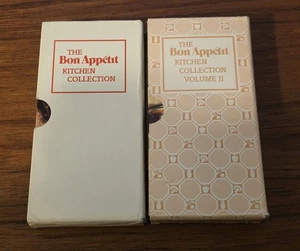 THE
Bon Appétit
KITCHEN
COLLECTION
THE
Bon Appétit
KITCHEN
COLLECTION
VOLUME II